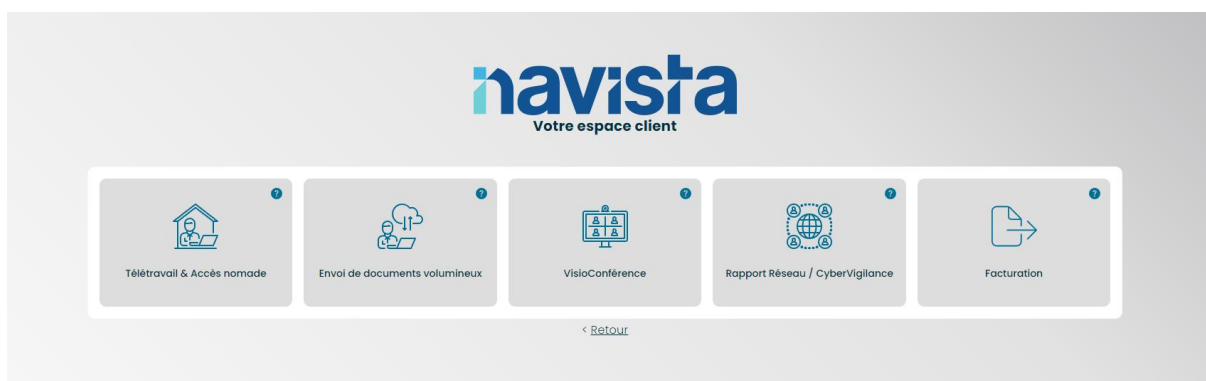 navista
Votre espace client
?
?
?
?
?
Télétravail & Accès nomade
Envoi de documents volumineux
VisioConférence
Rapport Réseau / CyberVigilance
Facturation
< Retour